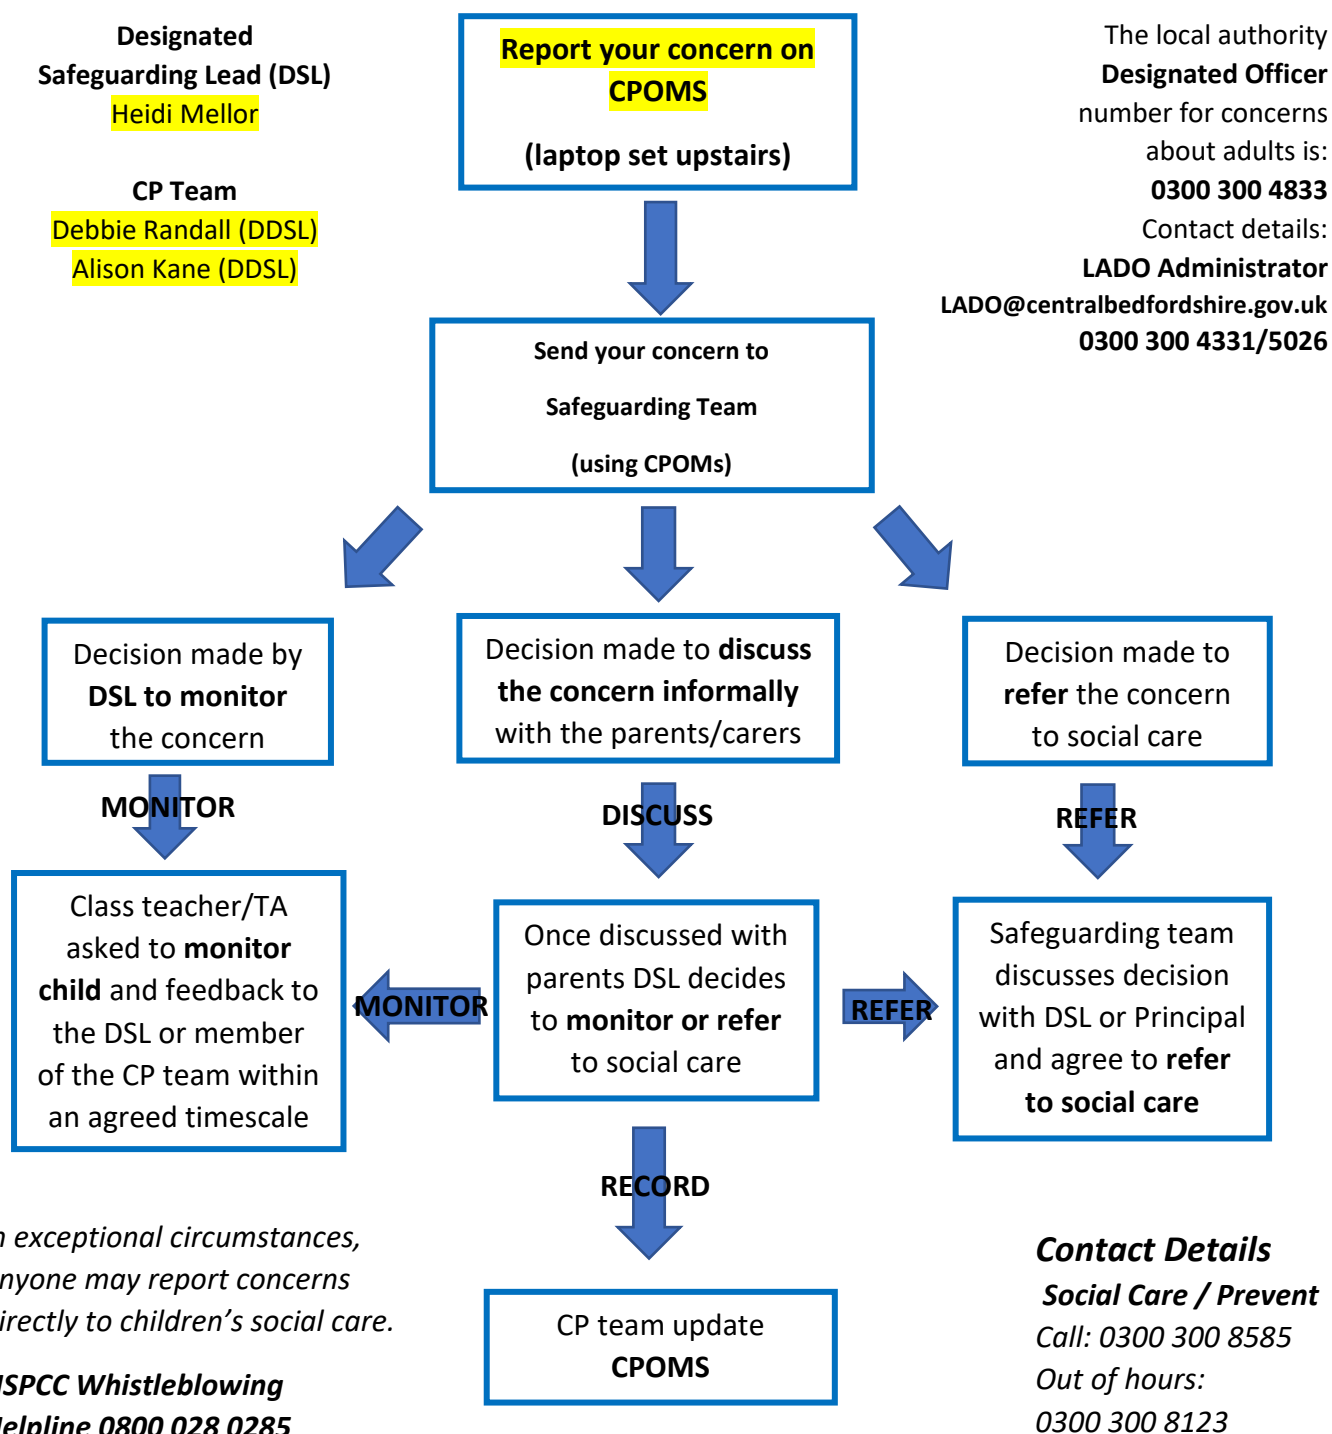 Designated
Safeguarding Lead (DSL)
Heidi Mellor
CP Team
Debbie Randall (DDSL)
Alison Kane (DDSL)
Report your concern on
CPOMS
(laptop set upstairs)
The local authority
Designated Officer
number for concerns
about adults is:
0300 300 4833
Contact details:
LADO Administrator
LADO@centralbedfordshire.gov.uk
0300 300 4331/5026
Send your concern to
Safeguarding Team
(using CPOMs)
Decision made by
DSL to monitor
the concern
Decision made to discuss
the concern informally
with the parents/carers
Decision made to
refer the concern
to social care
MONITOR
DISCUSS
REFER
Class teacher/TA
asked to monitor
child and feedback to
the DSL or member
of the CP team within
an agreed timescale
MONITOR
Once discussed with
parents DSL decides
to monitor or refer
to social care
REFER
Safeguarding team
discusses decision
with DSL or Principal
and agree to refer
to social care
RECORD
CP team update
CPOMS
n exceptional circumstances,
nyone may report concerns
irectly to children's social care.
NSPCC Whistleblowing
Helpline 0800 028 0285
Contact Details
Social Care / Prevent
Call: 0300 300 8585
Out of hours:
0300 300 8123